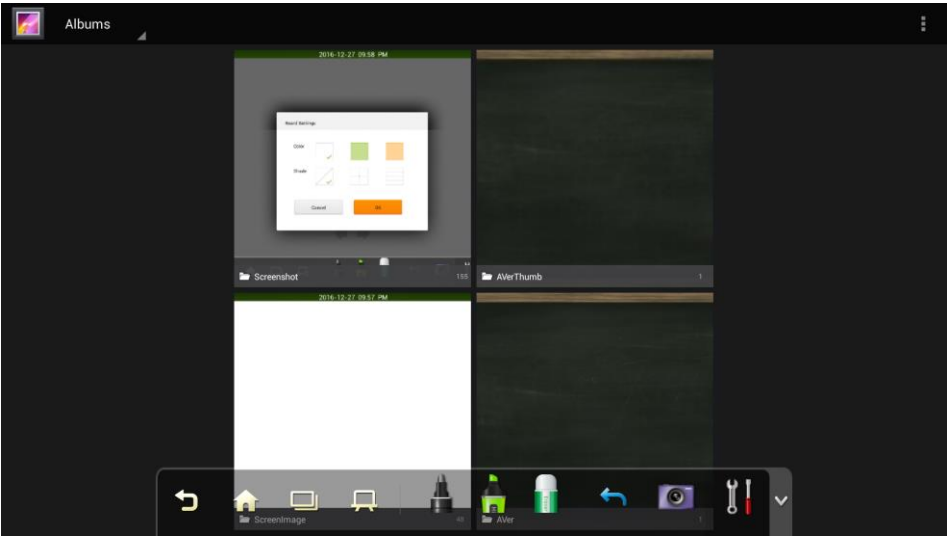 Albums
2016-12-27 09:58 PM
Board Settings
Color
Shade
Cancel
OK
Screenshot 155
AVerThumb 1
2016-12-27 09:57 PM
ScreenImage 48
AVer 1